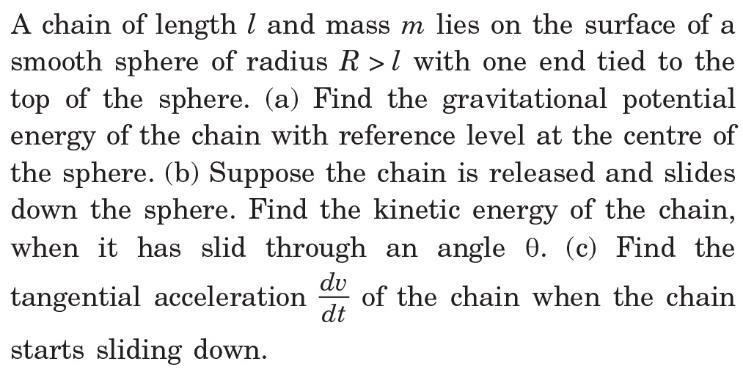 A chain of length l and mass m lies on the surface of a
smooth sphere of radius R > l with one end tied to the
top of the sphere. (a) Find the gravitational potential
energy of the chain with reference level at the centre of
the sphere. (b) Suppose the chain is released and slides
down the sphere. Find the kinetic energy of the chain,
when it has slid through an angle θ. (c) Find the
tangential acceleration dv/dt of the chain when the chain
starts sliding down.